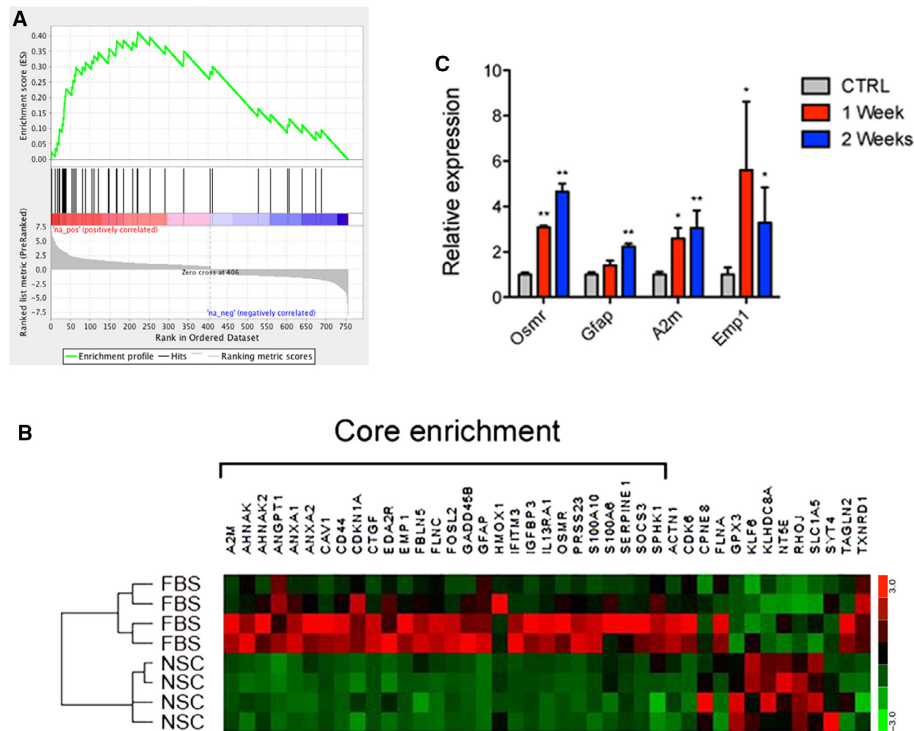 A
Enrichment score (ES)
0.40
0.35
0.30
0.25
0.20
0.15
0.10
0.05
0.00
'na_pos' (positively correlated)
Ranked list metric (PreRanked)
7.5
5.0
2.5
0.0
-2.5
-5.0
-7.5
Zero cross at 406
'na_neg' (negatively correlated)
0 50 100 150 200 250 300 350 400 450 500 550 600 650 700 750
Rank in Ordered Dataset
Enrichment profile Hits Ranking metric scores
C
Relative expression
10
8
6
4
2
0
** ** ** * ** * *
Osmr Gfap A2m Emp1
CTRL
1 Week
2 Weeks
B
Core enrichment
A2M AHNAK AHNAK2 ANGPT1 ANXA1 ANXA2 CAV1 CD44 CDKN1A CTGF EDA2R EMP1 FBLN5 FLNC FOSL2 GADD45B GFAP HMOX1 IFITM3 IGFBP3 IL13RA1 OSMR PRSS23 S100A10 S100A6 SERPINE1 SOCS3 SPHK1 ACTN1 CDK6 CPNE8 FLNA GPX3 KLF6 KLHDC8A NT5E RHOJ SLC1A5 SYT4 TAGLN2 TXNRD1
FBS
FBS
FBS
FBS
NSC
NSC
NSC
NSC
3.0
-3.0